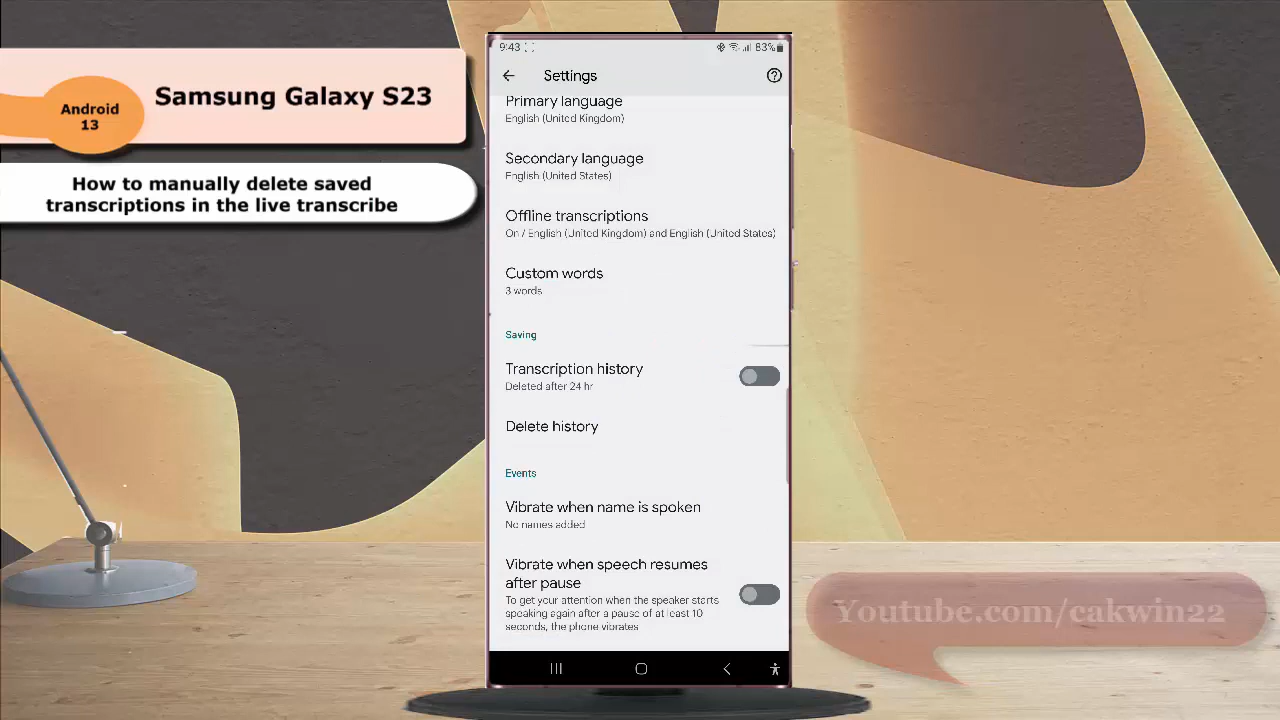 Samsung Galaxy S23
Android
13
How to manually delete saved
transcriptions in the live transcribe
9:43
83%
Settings
Primary language
English (United Kingdom)
Secondary language
English (United States)
Offline transcriptions
On / English (United Kingdom) and English (United States)
Custom words
3 words
Saving
Transcription history
Deleted after 24 hr
Delete history
Events
Vibrate when name is spoken
No names added
Vibrate when speech resumes
after pause
To get your attention when the speaker starts
speaking again after a pause of at least 10
seconds, the phone vibrates
Youtube.com/cakwin22